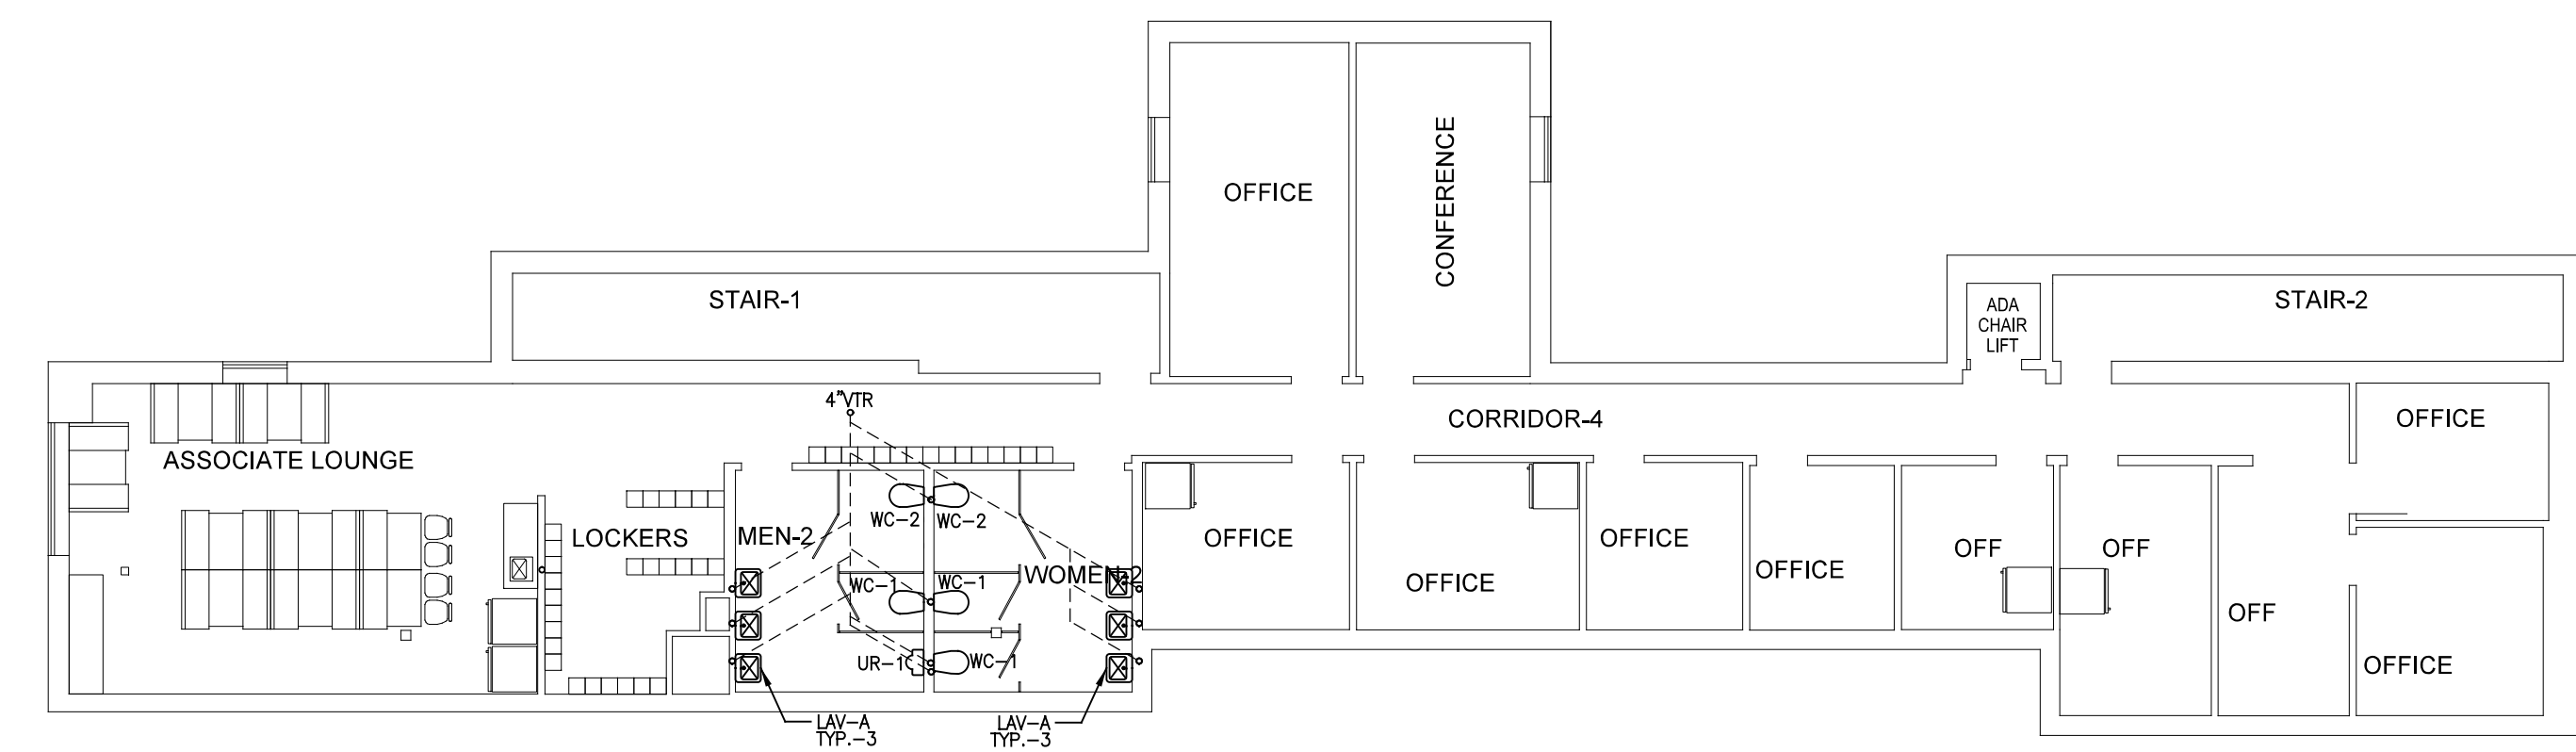 OFFICE
CONFERENCE
STAIR-1
ADA
CHAIR
LIFT
STAIR-2
4"VTR
CORRIDOR-4
OFFICE
ASSOCIATE LOUNGE
LOCKERS
MEN-2
WC-2
WC-2
WOMEN-2
WC-1
WC-1
UR-1
WC-1
OFFICE
OFFICE
OFFICE
OFFICE
OFF
OFF
OFF
OFFICE
LAV-A
TYP.-3
LAV-A
TYP.-3